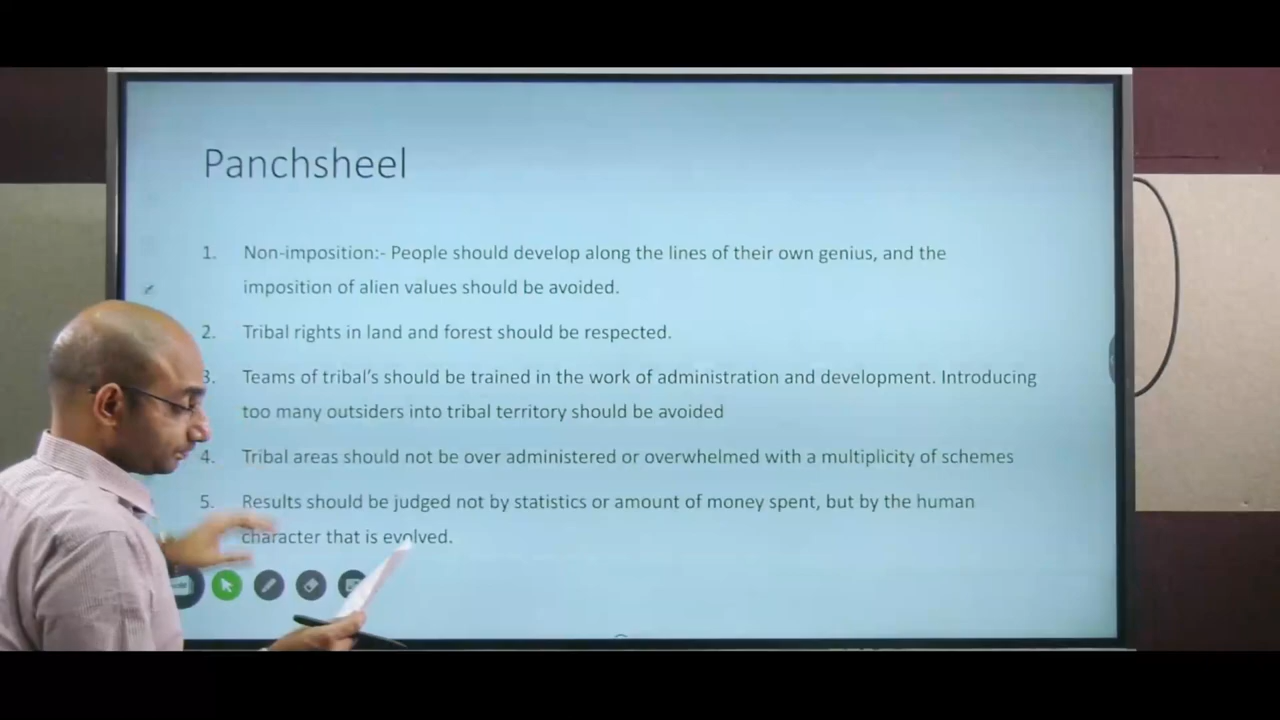 Panchsheel
1. Non-imposition:- People should develop along the lines of their own genius, and the
imposition of alien values should be avoided.
2. Tribal rights in land and forest should be respected.
3. Teams of tribal's should be trained in the work of administration and development. Introducing
too many outsiders into tribal territory should be avoided
4. Tribal areas should not be over administered or overwhelmed with a multiplicity of schemes
5. Results should be judged not by statistics or amount of money spent, but by the human
character that is evolved.